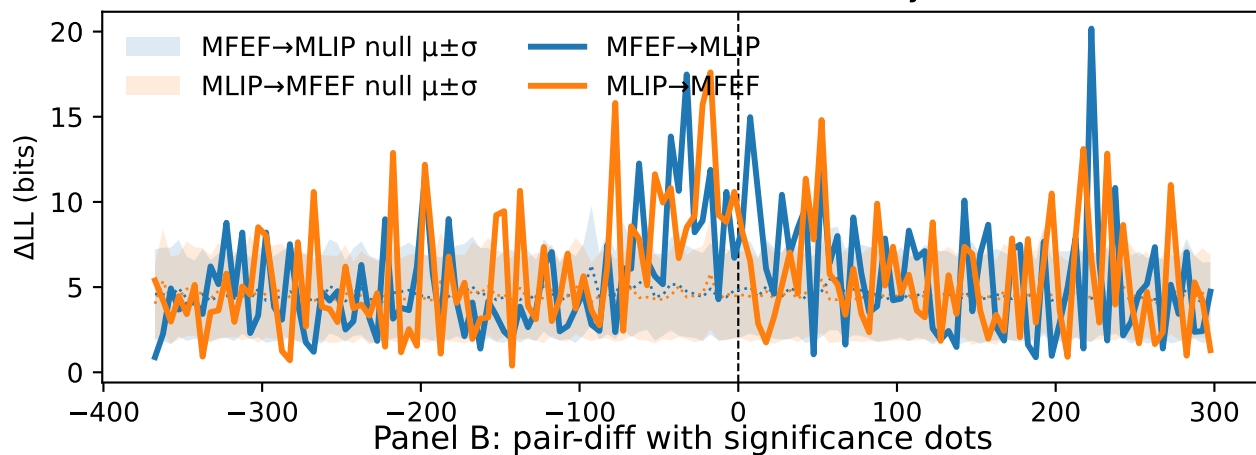 20
15
10
5
0
ΔLL (bits)
MFEF→MLIP null μ±σ
MLIP→MFEF null μ±σ
MFEF→MLIP
MLIP→MFEF
−400 −300 −200 −100 0 100 200 300
Panel B: pair-diff with significance dots